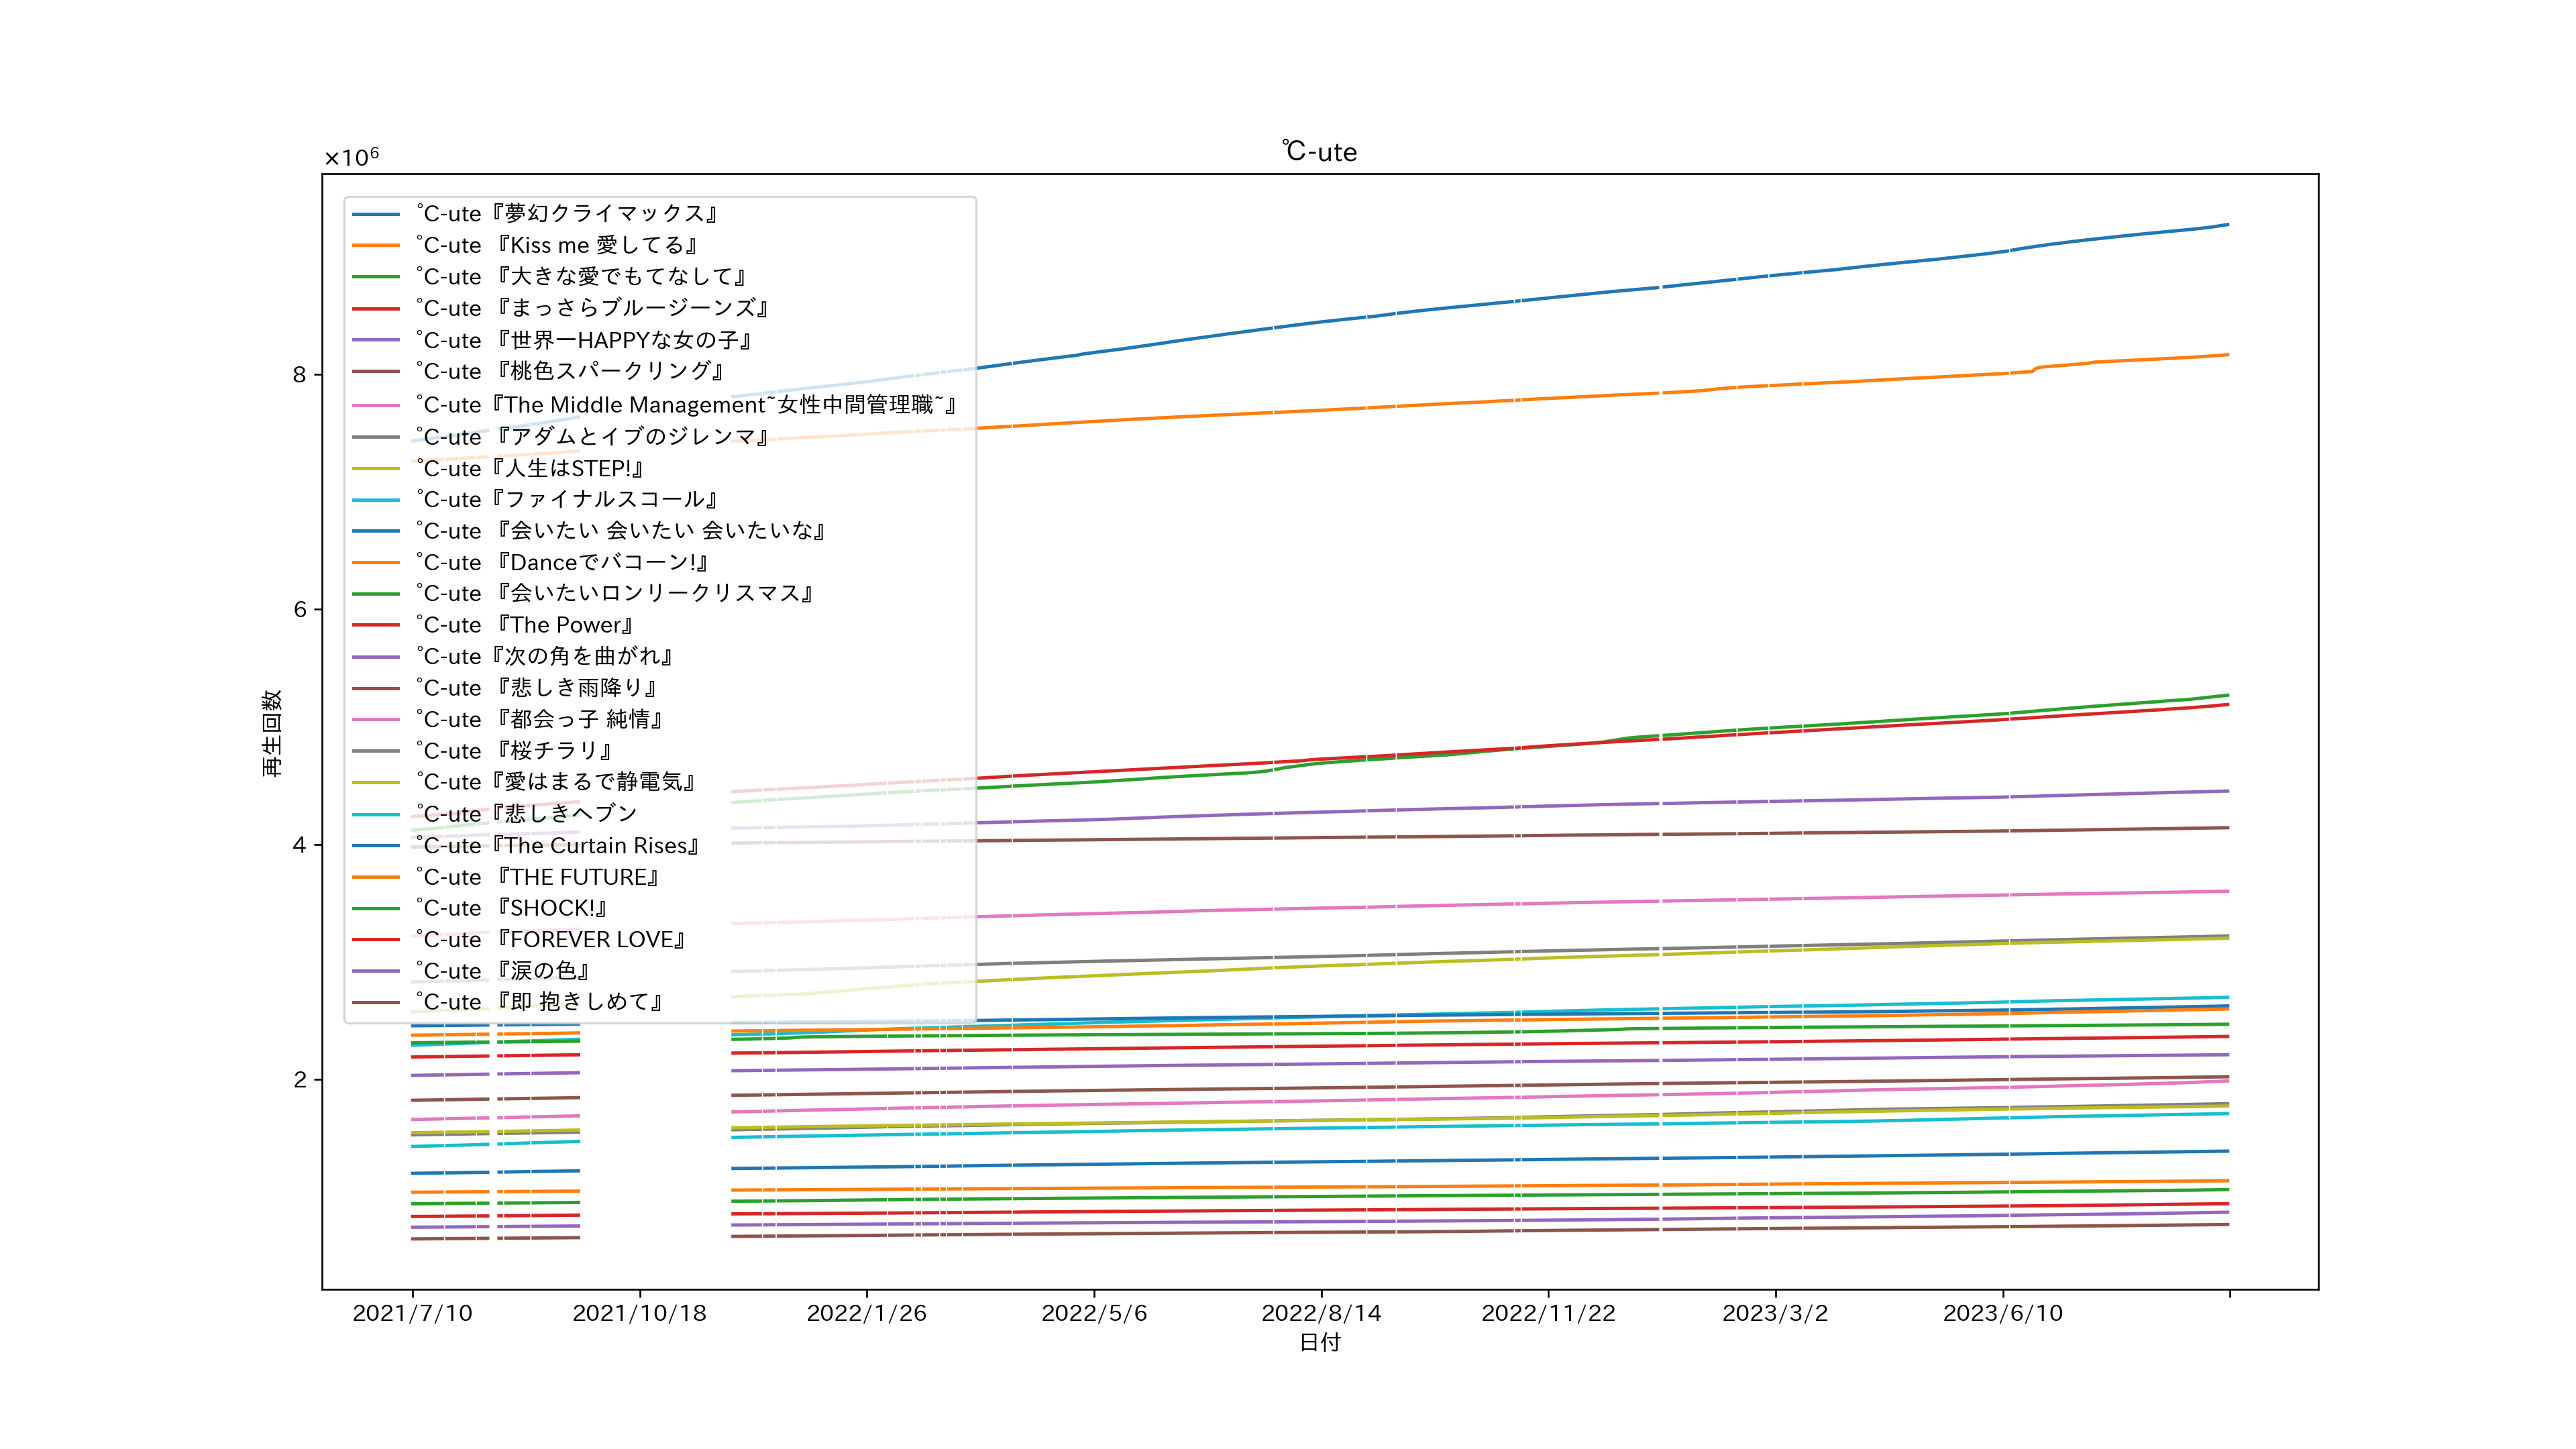 ℃-ute
×10⁶
℃-ute『夢幻クライマックス』
℃-ute 『Kiss me 愛してる』
℃-ute 『大きな愛でもてなして』
℃-ute 『まっさらブルージーンズ』
℃-ute 『世界一HAPPYな女の子』
℃-ute 『桃色スパークリング』
℃-ute『The Middle Management~女性中間管理職~』
℃-ute 『アダムとイブのジレンマ』
℃-ute『人生はSTEP!』
℃-ute『ファイナルスコール』
℃-ute 『会いたい 会いたい 会いたいな』
℃-ute 『Danceでバコーン!』
℃-ute 『会いたいロンリークリスマス』
℃-ute 『The Power』
℃-ute『次の角を曲がれ』
℃-ute 『悲しき雨降り』
℃-ute 『都会っ子 純情』
℃-ute 『桜チラリ』
℃-ute『愛はまるで静電気』
℃-ute『悲しきヘブン
℃-ute『The Curtain Rises』
℃-ute 『THE FUTURE』
℃-ute 『SHOCK!』
℃-ute 『FOREVER LOVE』
℃-ute 『涙の色』
℃-ute 『即 抱きしめて』
8
6
4
2
再生回数
2021/7/10
2021/10/18
2022/1/26
2022/5/6
2022/8/14
2022/11/22
2023/3/2
2023/6/10
日付